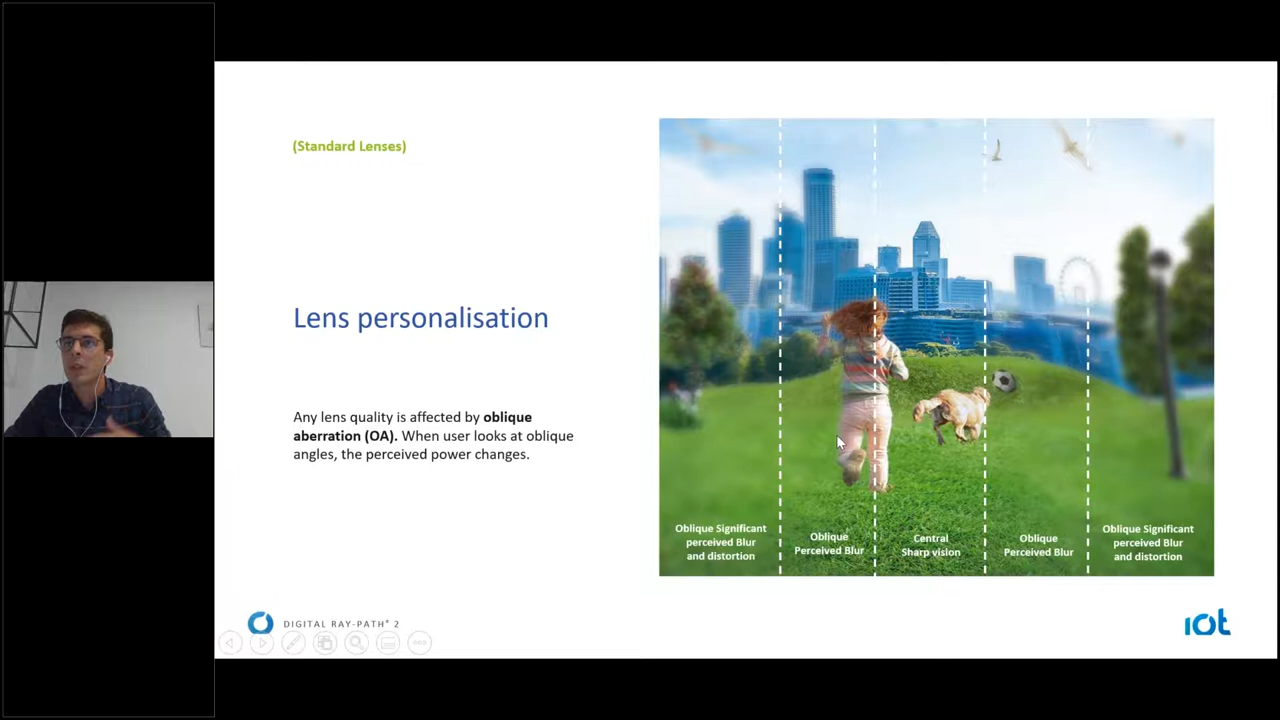 (Standard Lenses)
Lens personalisation
Any lens quality is affected by oblique
aberration (OA). When user looks at oblique
angles, the perceived power changes.
Oblique Significant
perceived Blur
and distortion
Oblique
Perceived Blur
Central
Sharp vision
Oblique
Perceived Blur
Oblique Significant
perceived Blur
and distortion
DIGITAL RAY-PATH® 2
iot